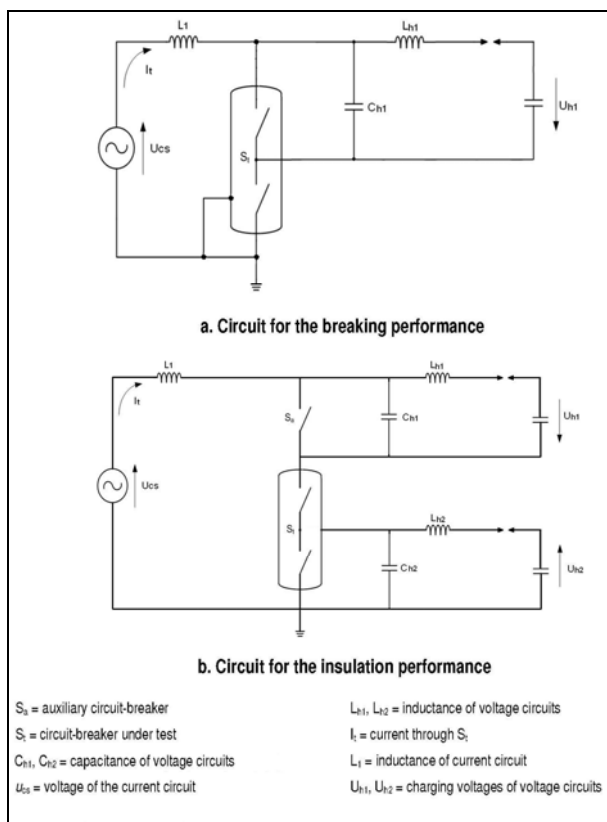 L1
Lh1
It
Ch1
Uh1
Ucs
St
a. Circuit for the breaking performance
L1
Lh1
It
Sa
Ch1
Uh1
Ucs
St
Lh2
Ch2
Uh2
b. Circuit for the insulation performance
Sa = auxiliary circuit-breaker
Lh1, Lh2 = inductance of voltage circuits
St = circuit-breaker under test
It = current through St
Ch1, Ch2 = capacitance of voltage circuits
L1 = inductance of current circuit
ucs = voltage of the current circuit
Uh1, Uh2 = charging voltages of voltage circuits